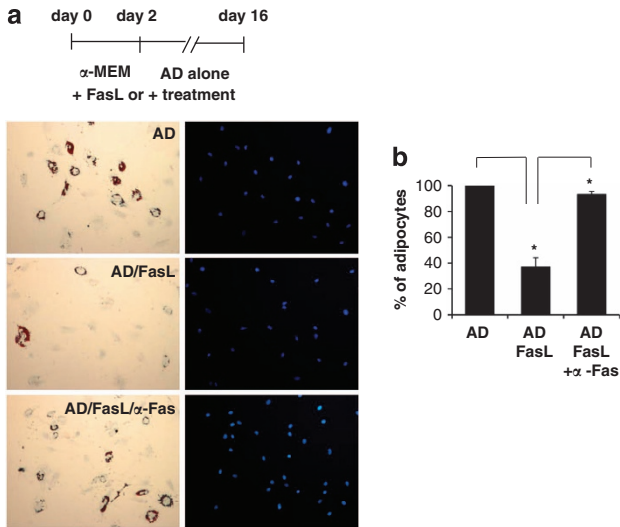 a
day 0 day 2 day 16
α-MEM AD alone
+ FasL or + treatment
AD
AD/FasL
AD/FasL/α-Fas
b
% of adipocytes
100
80
60
40
20
0
*
*
AD AD AD
FasL FasL
+α -Fas